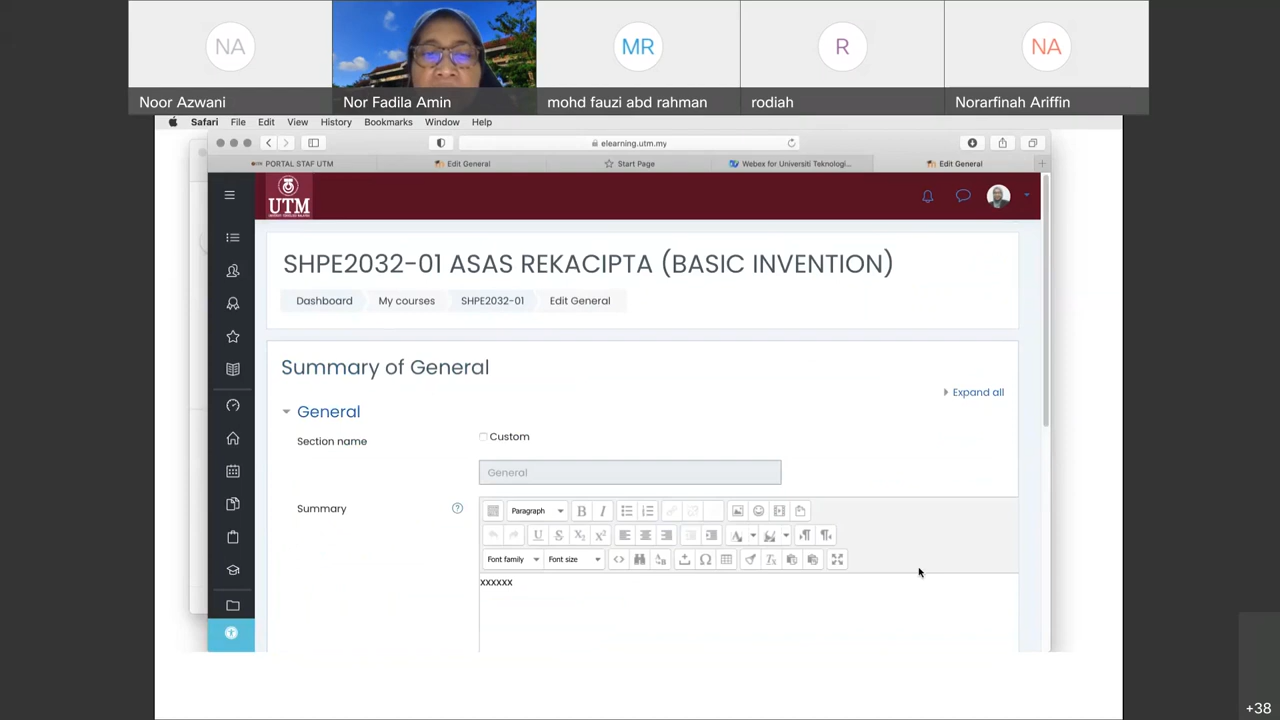 NA
MR
R
NA
Noor Azwani
Nor Fadila Amin
mohd fauzi abd rahman
rodiah
Norarfinah Ariffin
Safari File Edit View History Bookmarks Window Help
elearning.utm.my
PORTAL STAF UTM
Edit General
Start Page
Webex for Universiti Teknologi...
Edit General
UTM
SHPE2032-01 ASAS REKACIPTA (BASIC INVENTION)
Dashboard My courses SHPE2032-01 Edit General
Summary of General
Expand all
General
Section name
Custom
General
Summary
Paragraph
Font family Font size
xxxxxx
+38